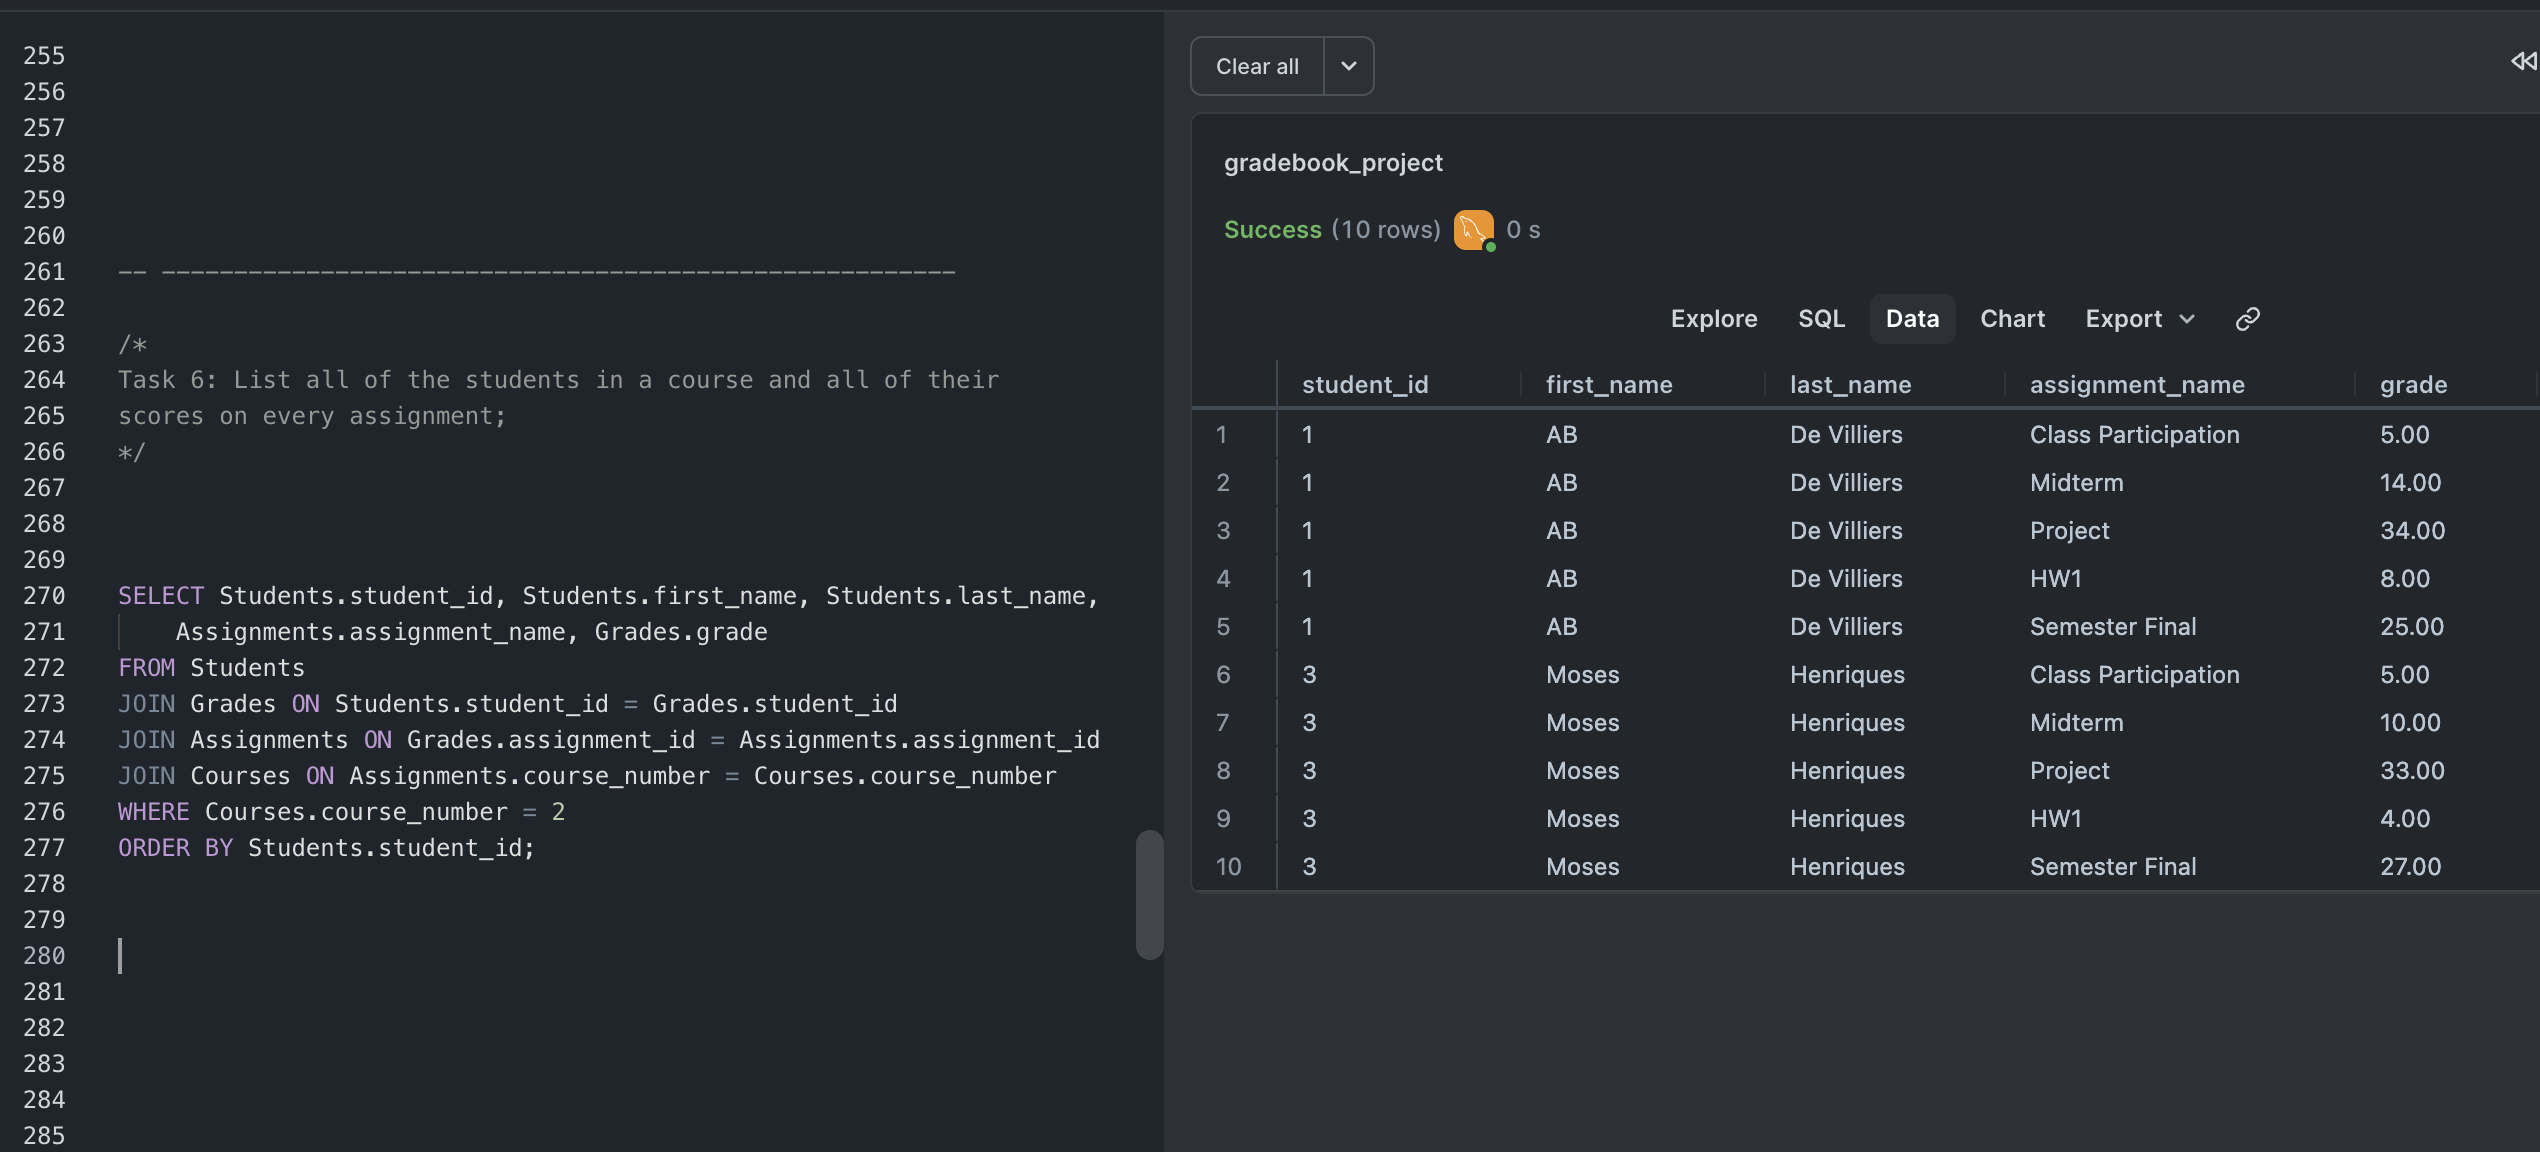 255
256
257
258
259
260
261 -- -------------------------------------------------------
262
263 /*
264 Task 6: List all of the students in a course and all of their
265 scores on every assignment;
266 */
267
268
269
270 SELECT Students.student_id, Students.first_name, Students.last_name,
271 Assignments.assignment_name, Grades.grade
272 FROM Students
273 JOIN Grades ON Students.student_id = Grades.student_id
274 JOIN Assignments ON Grades.assignment_id = Assignments.assignment_id
275 JOIN Courses ON Assignments.course_number = Courses.course_number
276 WHERE Courses.course_number = 2
277 ORDER BY Students.student_id;
278
279
280
281
282
283
284
285
Clear all
gradebook_project
Success (10 rows) 0 s
Explore SQL Data Chart Export
student_id first_name last_name assignment_name grade
1 1 AB De Villiers Class Participation 5.00
2 1 AB De Villiers Midterm 14.00
3 1 AB De Villiers Project 34.00
4 1 AB De Villiers HW1 8.00
5 1 AB De Villiers Semester Final 25.00
6 3 Moses Henriques Class Participation 5.00
7 3 Moses Henriques Midterm 10.00
8 3 Moses Henriques Project 33.00
9 3 Moses Henriques HW1 4.00
10 3 Moses Henriques Semester Final 27.00